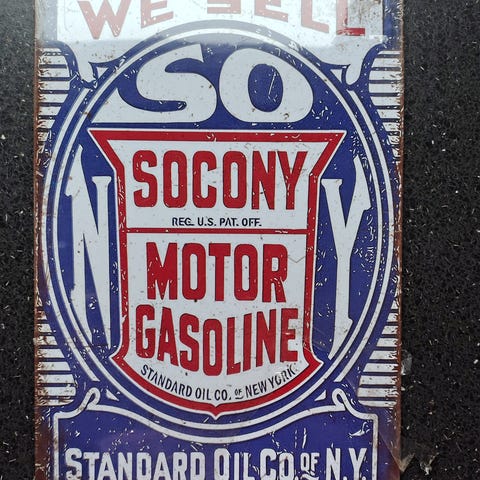 WE SELL
SO
N Y
SOCONY
REG. U.S. PAT. OFF.
MOTOR
GASOLINE
STANDARD OIL CO. OF NEW YORK
STANDARD OIL CO. OF N.Y.